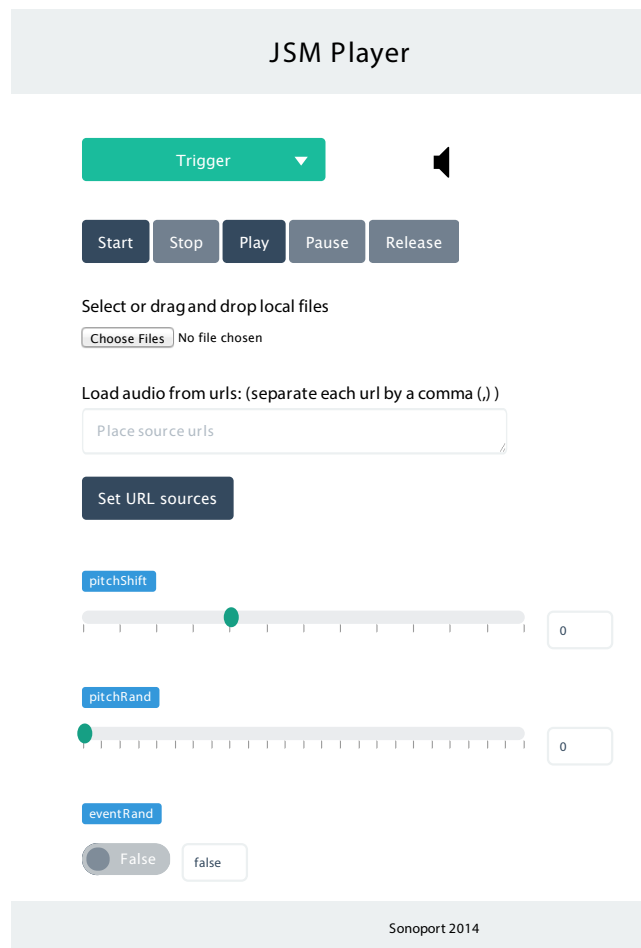 JSM Player
Trigger
Start Stop Play Pause Release
Select or drag and drop local files
Choose Files No file chosen
Load audio from urls: (separate each url by a comma (,) )
Place source urls
Set URL sources
pitchShift
0
pitchRand
0
eventRand
False false
Sonoport 2014